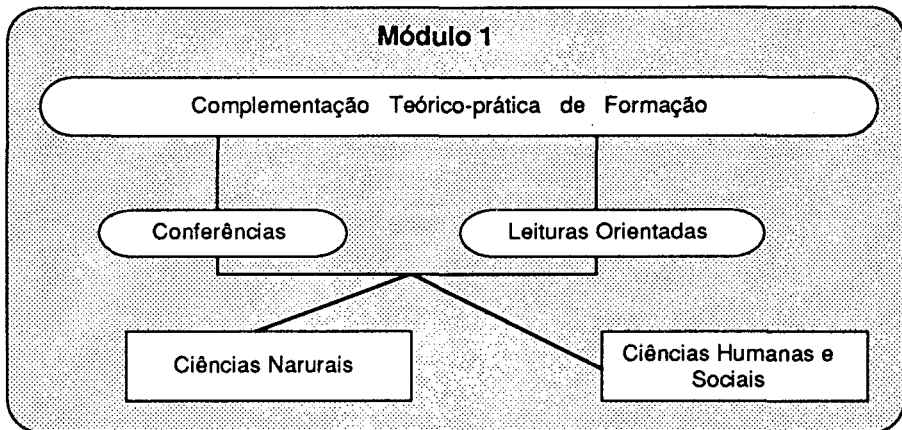 Módulo 1
Complementação Teórico-prática de Formação
Conferências
Leituras Orientadas
Ciências Narurais
Ciências Humanas e
Sociais